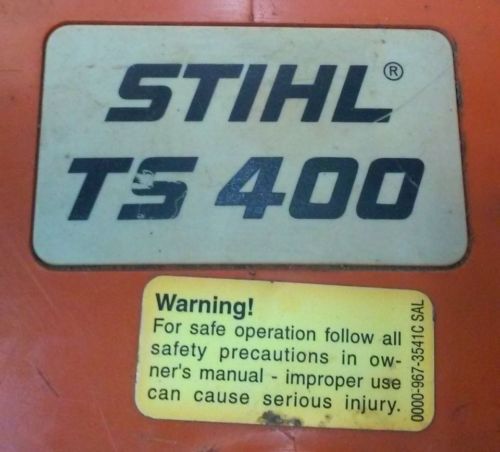 STIHL®
TS 400
Warning!
For safe operation follow all
safety precautions in ow-
ner's manual - improper use
can cause serious injury.
0000-967-3541C SAL